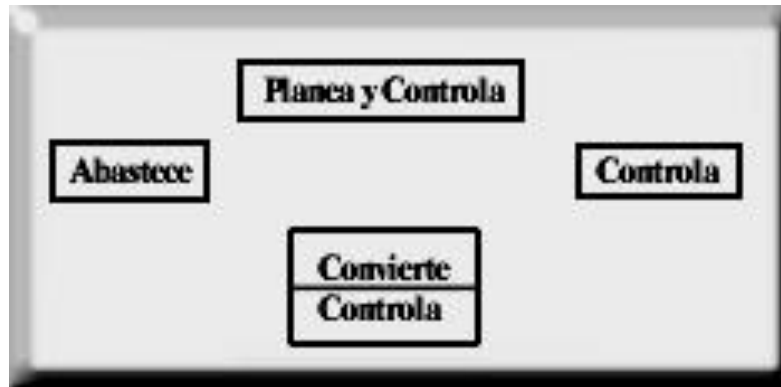 Planea y Controla
Abastece
Controla
Convierte
Controla